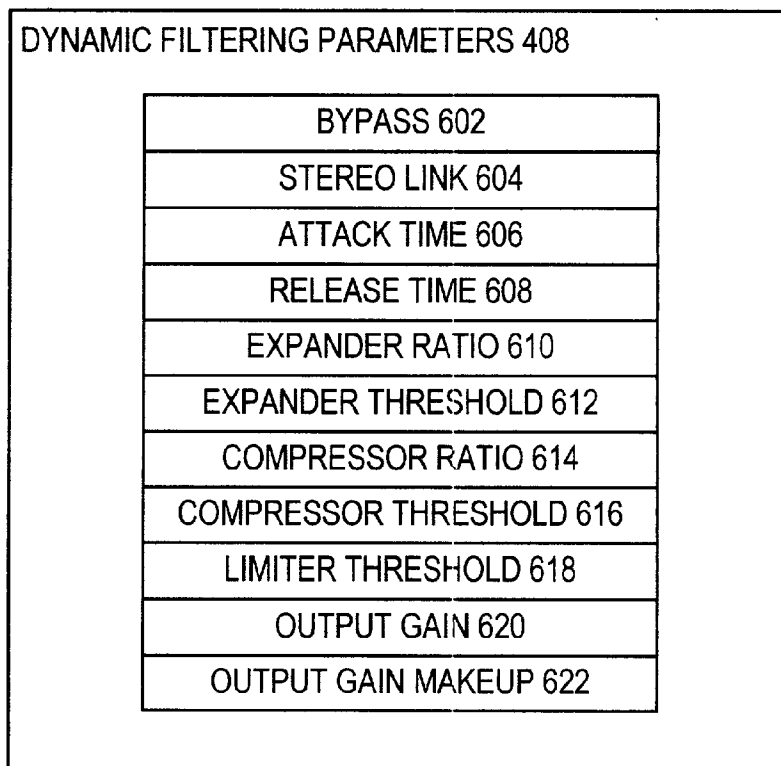 DYNAMIC FILTERING PARAMETERS 408
BYPASS 602
STEREO LINK 604
ATTACK TIME 606
RELEASE TIME 608
EXPANDER RATIO 610
EXPANDER THRESHOLD 612
COMPRESSOR RATIO 614
COMPRESSOR THRESHOLD 616
LIMITER THRESHOLD 618
OUTPUT GAIN 620
OUTPUT GAIN MAKEUP 622